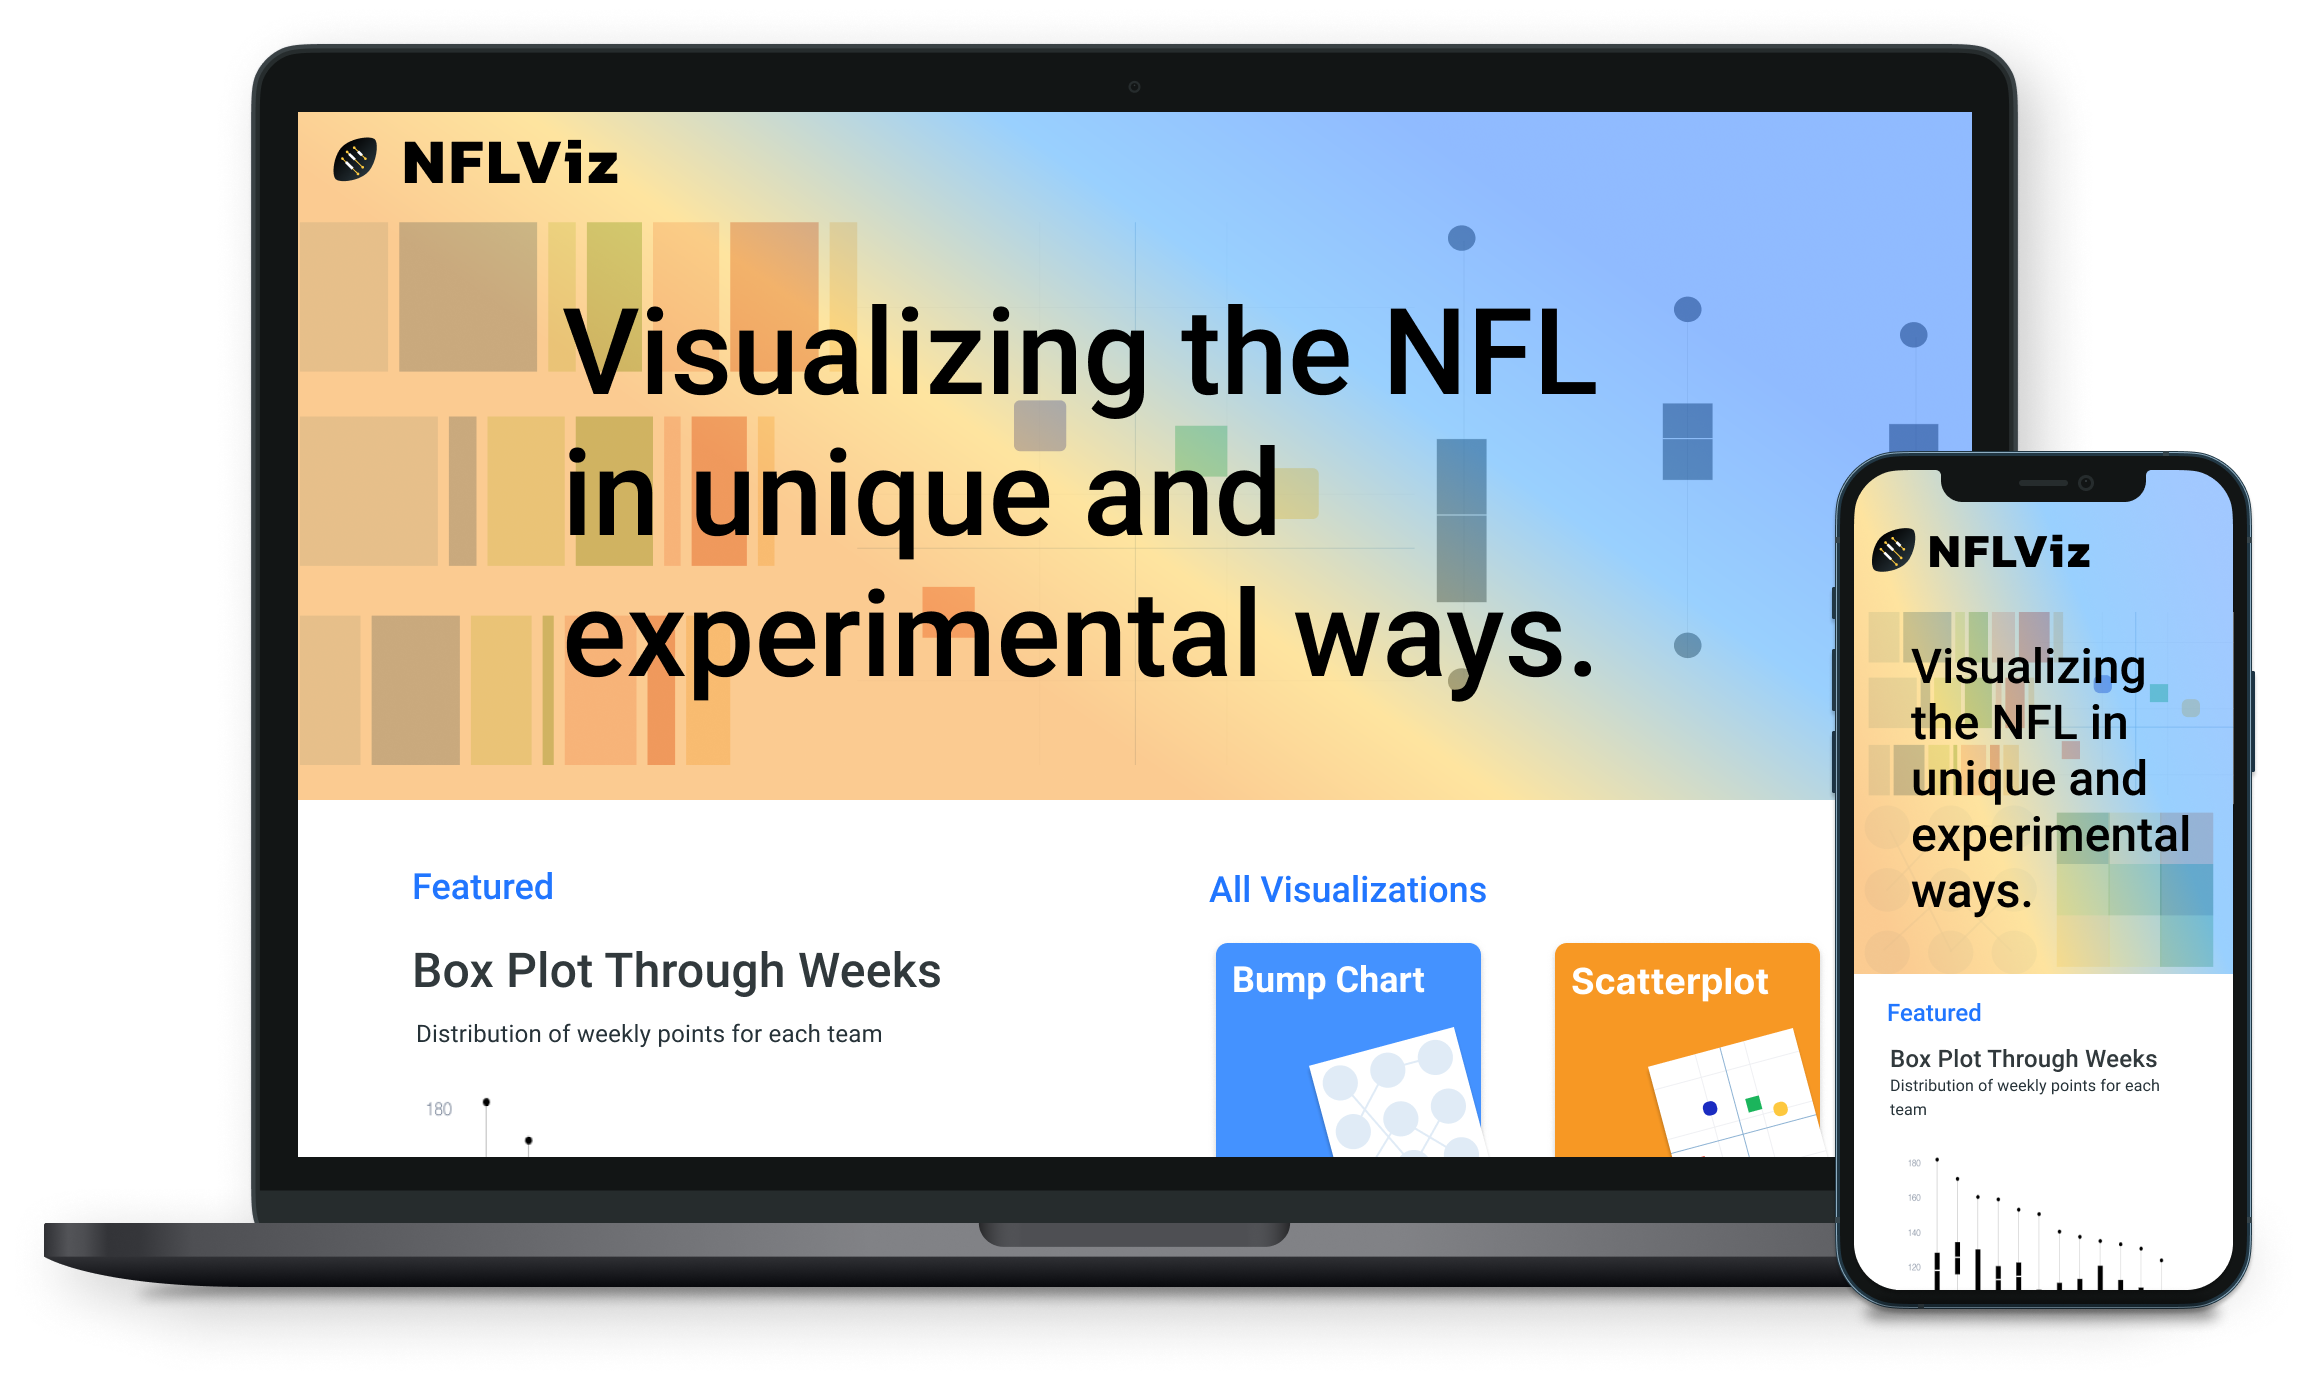 NFLViz
Visualizing the NFL
in unique and
experimental ways.
Featured
Box Plot Through Weeks
Distribution of weekly points for each team
180
All Visualizations
Bump Chart
Scatterplot
NFLViz
Visualizing
the NFL in
unique and
experimental
ways.
Featured
Box Plot Through Weeks
Distribution of weekly points for each
team
180
160
140
120